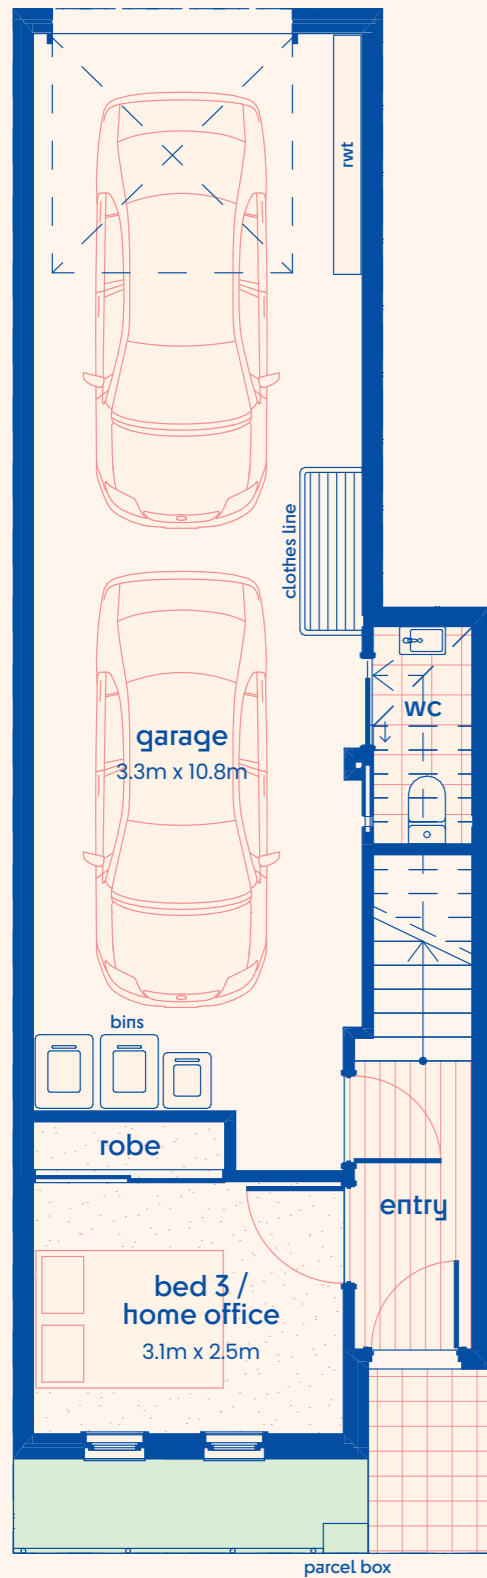 rwt
clothes line
wc
garage
3.3m x 10.8m
bins
robe
entry
bed 3 /
home office
3.1m x 2.5m
parcel box